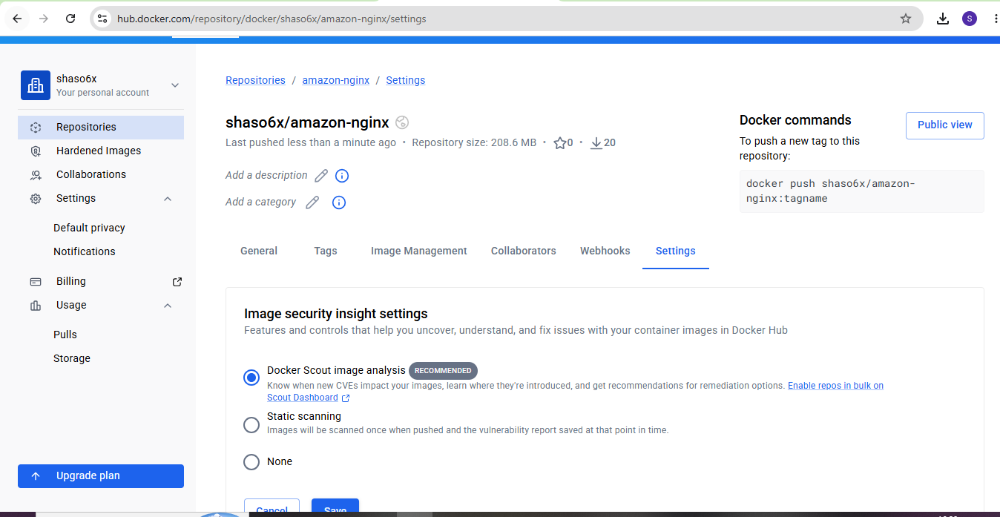 hub.docker.com/repository/docker/shaso6x/amazon-nginx/settings
S
shaso6x
Your personal account
Repositories
Hardened Images
Collaborations
Settings
Default privacy
Notifications
Billing
Usage
Pulls
Storage
Upgrade plan
Repositories / amazon-nginx / Settings
shaso6x/amazon-nginx
Last pushed less than a minute ago · Repository size: 208.6 MB · 0 · 20
Add a description
Add a category
Docker commands
Public view
To push a new tag to this
repository:
docker push shaso6x/amazon-
nginx:tagname
General Tags Image Management Collaborators Webhooks Settings
Image security insight settings
Features and controls that help you uncover, understand, and fix issues with your container images in Docker Hub
Docker Scout image analysis RECOMMENDED
Know when new CVEs impact your images, learn where they're introduced, and get recommendations for remediation options. Enable repos in bulk on
Scout Dashboard
Static scanning
Images will be scanned once when pushed and the vulnerability report saved at that point in time.
None
Cancel Save